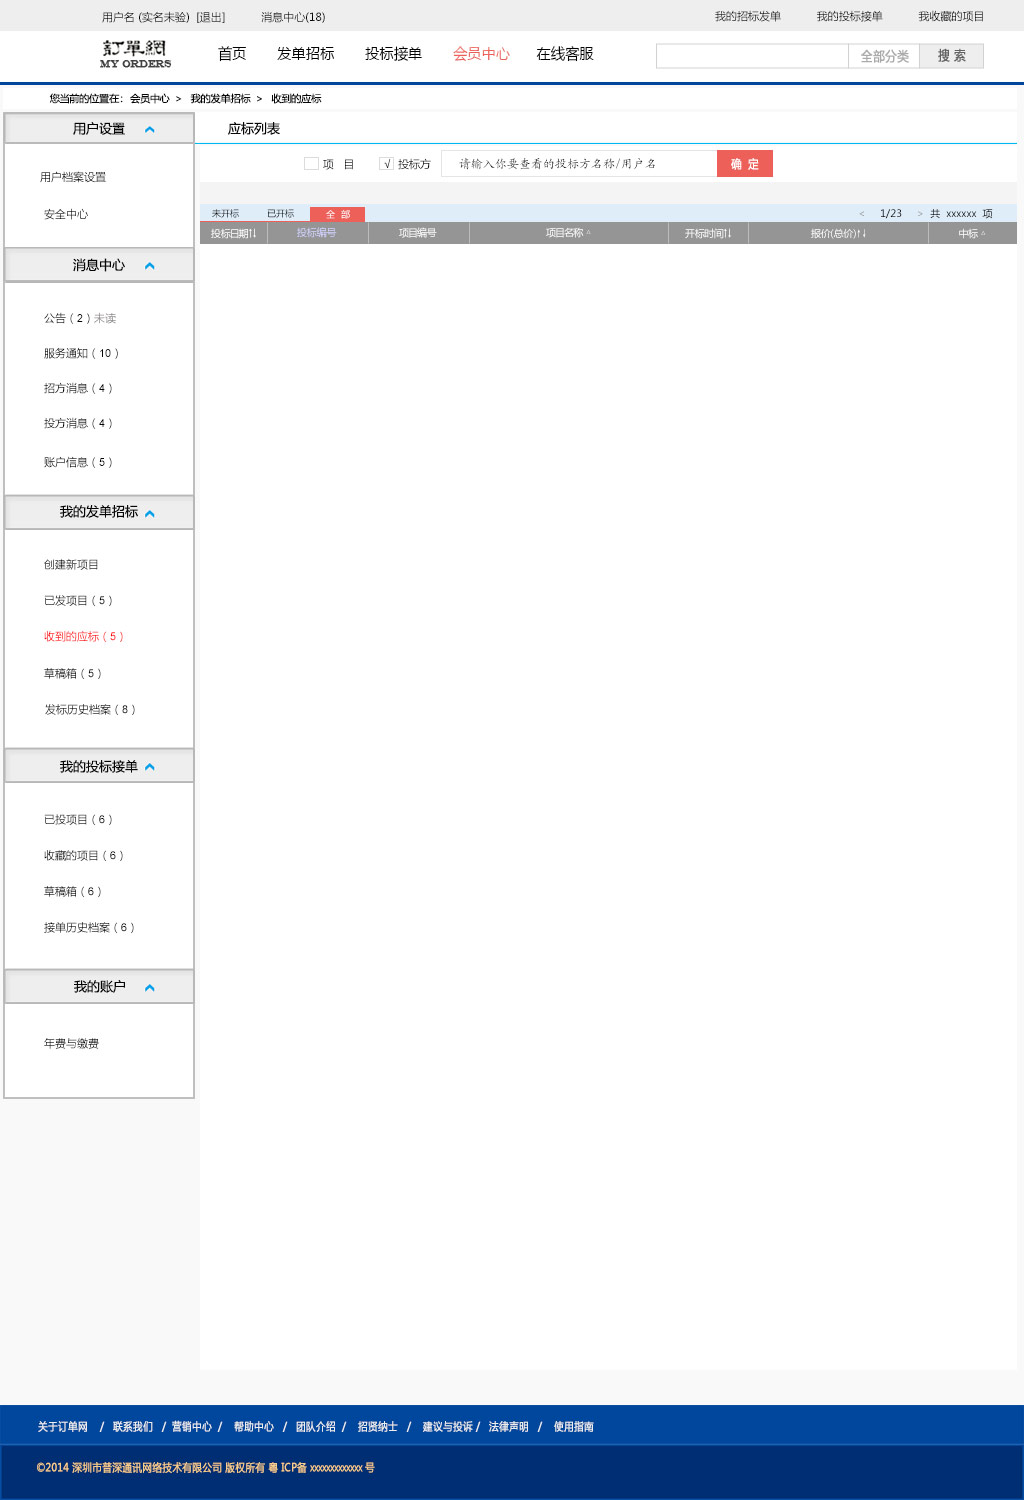 用户名 (实名未验) [退出] 消息中心(18) 我的招标发单 我的投标接单 我收藏的项目
訂單網
MY ORDERS
首页 发单招标 投标接单 会员中心 在线客服 全部分类 搜 索
您当前的位置在： 会员中心 > 我的发单招标 > 收到的应标
用户设置
应标列表
项 目 √ 投标方 请输入你要查看的投标方名称/用户名 确 定
用户档案设置
安全中心
未开标 已开标 全 部 < 1/23 > 共 xxxxxx 项
投标日期↑↓ 投标编号 项目编号 项目名称 ^ 开标时间↑↓ 报价(总价)↑↓ 中标 ^
消息中心
公告（2）未读
服务通知（10）
招方消息（4）
投方消息（4）
账户信息（5）
我的发单招标
创建新项目
已发项目（5）
收到的应标（5）
草稿箱（5）
发标历史档案（8）
我的投标接单
已投项目（6）
收藏的项目（6）
草稿箱（6）
接单历史档案（6）
我的账户
年费与缴费
关于订单网 / 联系我们 / 营销中心 / 帮助中心 / 团队介绍 / 招贤纳士 / 建议与投诉 / 法律声明 / 使用指南
©2014 深圳市普深通讯网络技术有限公司 版权所有 粤 ICP备 xxxxxxxxxxxx 号